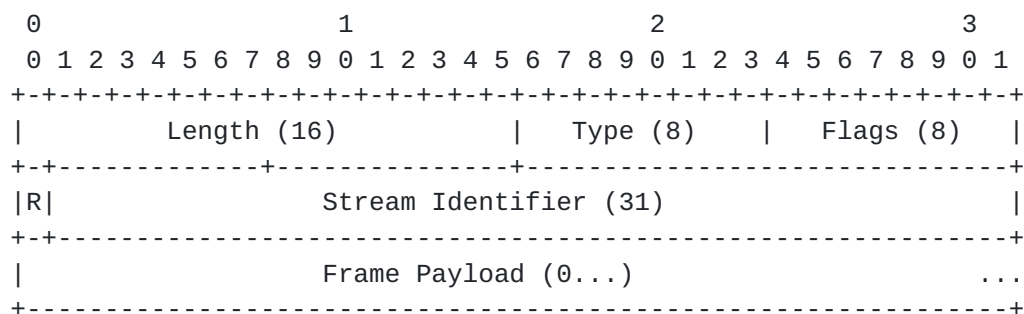 0                   1                   2                   3
 0 1 2 3 4 5 6 7 8 9 0 1 2 3 4 5 6 7 8 9 0 1 2 3 4 5 6 7 8 9 0 1
+-+-+-+-+-+-+-+-+-+-+-+-+-+-+-+-+-+-+-+-+-+-+-+-+-+-+-+-+-+-+-+-+
|         Length (16)           |   Type (8)    |   Flags (8)   |
+-+-------------+---------------+-------------------------------+
|R|                 Stream Identifier (31)                      |
+-+-------------------------------------------------------------+
|                   Frame Payload (0...)                      ...
+---------------------------------------------------------------+